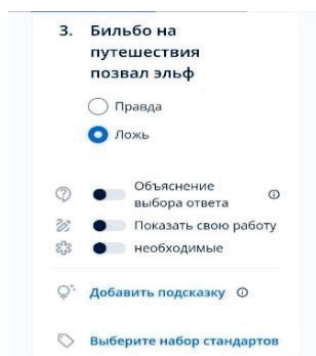 3. Бильбо на
путешествия
позвал эльф
Правда
Ложь
Объяснение
выбора ответа
Показать свою работу
необходимые
Добавить подсказку
Выберите набор стандартов